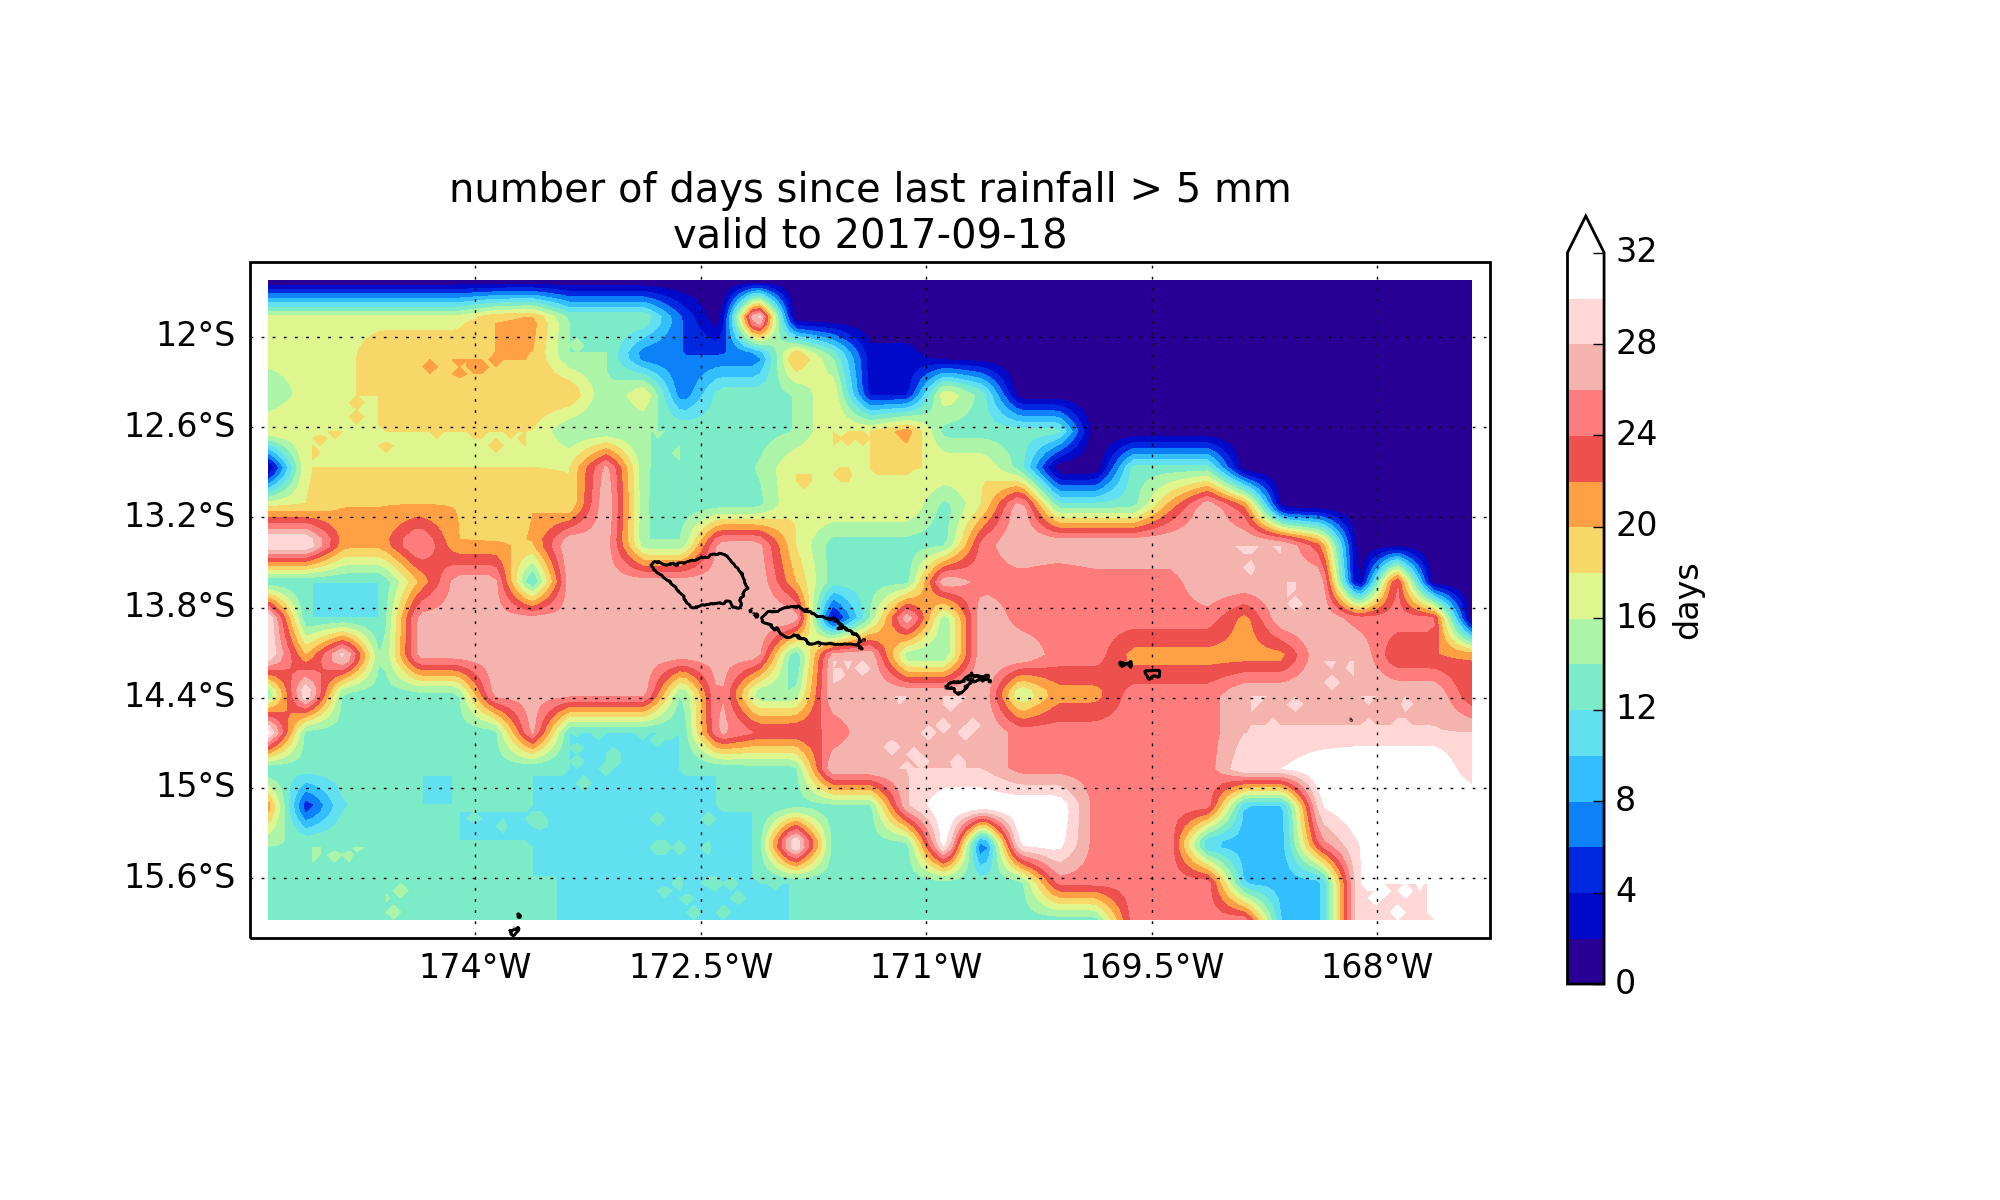 number of days since last rainfall > 5 mm
valid to 2017-09-18
12°S
12.6°S
13.2°S
13.8°S
14.4°S
15°S
15.6°S
174°W
172.5°W
171°W
169.5°W
168°W
32
28
24
20
16
12
8
4
0
days